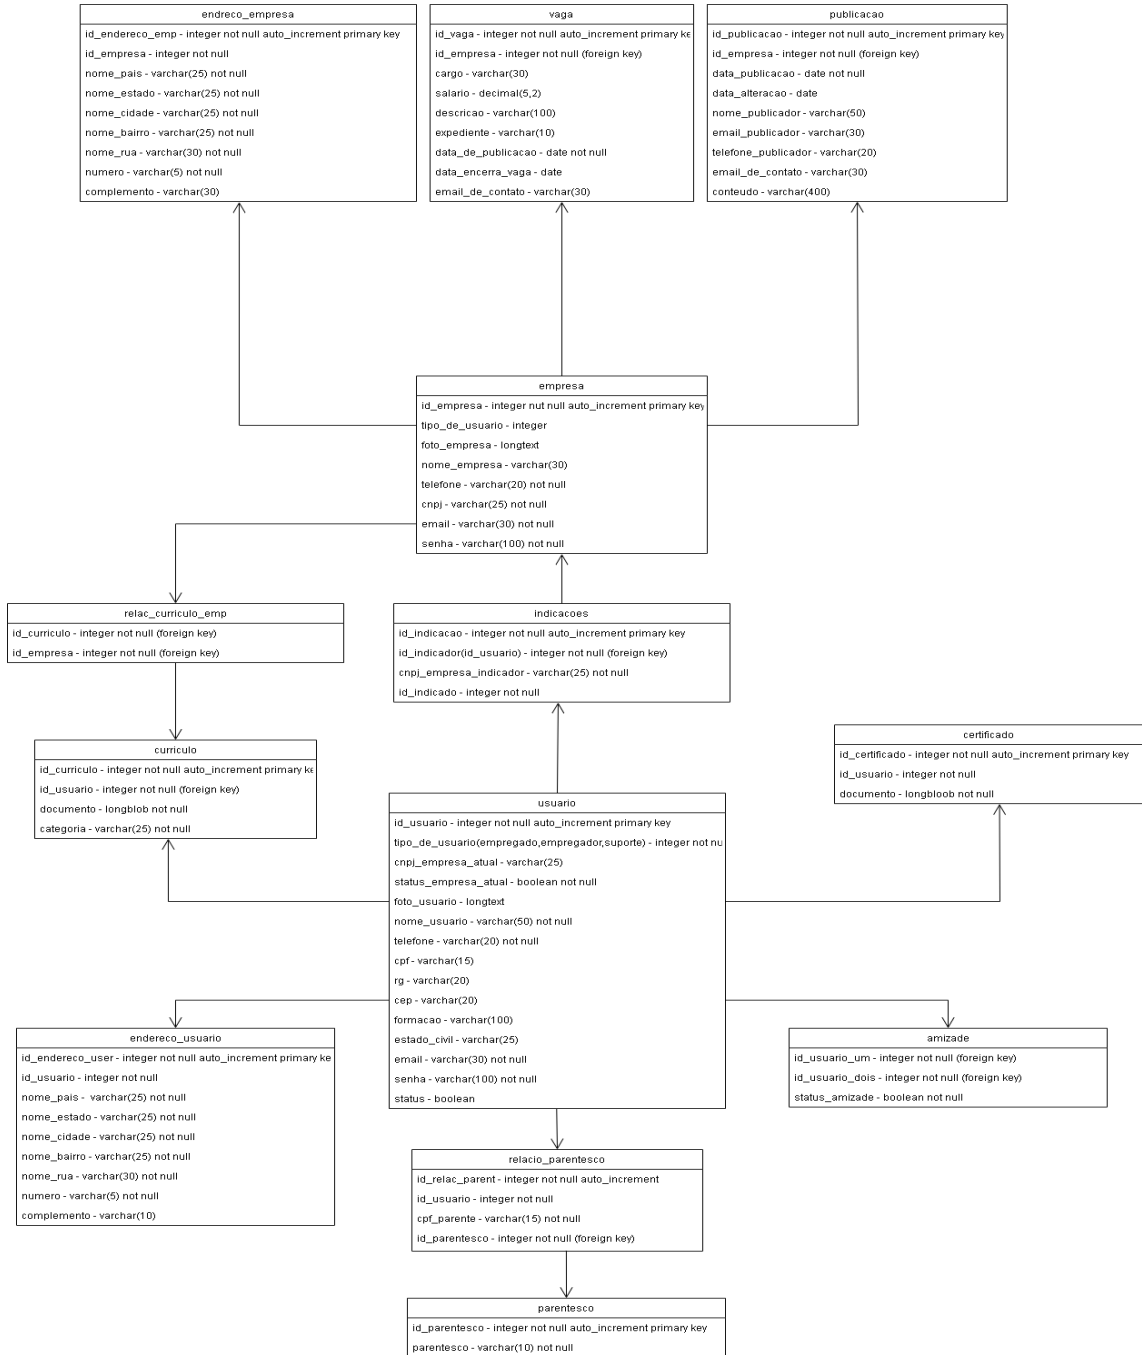 endreco_empresa
id_endereco_emp - integer not null auto_increment primary key
id_empresa - integer not null
nome_pais - varchar(25) not null
nome_estado - varchar(25) not null
nome_cidade - varchar(25) not null
nome_bairro - varchar(25) not null
nome_rua - varchar(30) not null
numero - varchar(5) not null
complemento - varchar(30)
vaga
id_vaga - integer not null auto_increment primary ke
id_empresa - integer not null (foreign key)
cargo - varchar(30)
salario - decimal(5,2)
descricao - varchar(100)
expediente - varchar(10)
data_de_publicacao - date not null
data_encerra_vaga - date
email_de_contato - varchar(30)
publicacao
id_publicacao - integer not null auto_increment primary key
id_empresa - integer not null (foreign key)
data_publicacao - date not null
data_alteracao - date
nome_publicador - varchar(50)
email_publicador - varchar(30)
telefone_publicador - varchar(20)
email_de_contato - varchar(30)
conteudo - varchar(400)
empresa
id_empresa - integer nut null auto_increment primary key
tipo_de_usuario - integer
foto_empresa - longtext
nome_empresa - varchar(30)
telefone - varchar(20) not null
cnpj - varchar(25) not null
email - varchar(30) not null
senha - varchar(100) not null
relac_curriculo_emp
id_curriculo - integer not null (foreign key)
id_empresa - integer not null (foreign key)
indicacoes
id_indicacao - integer not null auto_increment primary key
id_indicador(id_usuario) - integer not null (foreign key)
cnpj_empresa_indicador - varchar(25) not null
id_indicado - integer not null
curriculo
id_curriculo - integer not null auto_increment primary ke
id_usuario - integer not null (foreign key)
documento - longblob not null
categoria - varchar(25) not null
certificado
id_certificado - integer not null auto_increment primary key
id_usuario - integer not null
documento - longbloob not null
usuario
id_usuario - integer not null auto_increment primary key
tipo_de_usuario(empregado,empregador,suporte) - integer not nu
cnpj_empresa_atual - varchar(25)
status_empresa_atual - boolean not null
foto_usuario - longtext
nome_usuario - varchar(50) not null
telefone - varchar(20) not null
cpf - varchar(15)
rg - varchar(20)
cep - varchar(20)
formacao - varchar(100)
estado_civil - varchar(25)
email - varchar(30) not null
senha - varchar(100) not null
status - boolean
endereco_usuario
id_endereco_user - integer not null auto_increment primary ke
id_usuario - integer not null
nome_pais - varchar(25) not null
nome_estado - varchar(25) not null
nome_cidade - varchar(25) not null
nome_bairro - varchar(25) not null
nome_rua - varchar(30) not null
numero - varchar(5) not null
complemento - varchar(10)
amizade
id_usuario_um - integer not null (foreign key)
id_usuario_dois - integer not null (foreign key)
status_amizade - boolean not null
relacio_parentesco
id_relac_parent - integer not null auto_increment
id_usuario - integer not null
cpf_parente - varchar(15) not null
id_parentesco - integer not null (foreign key)
parentesco
id_parentesco - integer not null auto_increment primary key
parentesco - varchar(10) not null